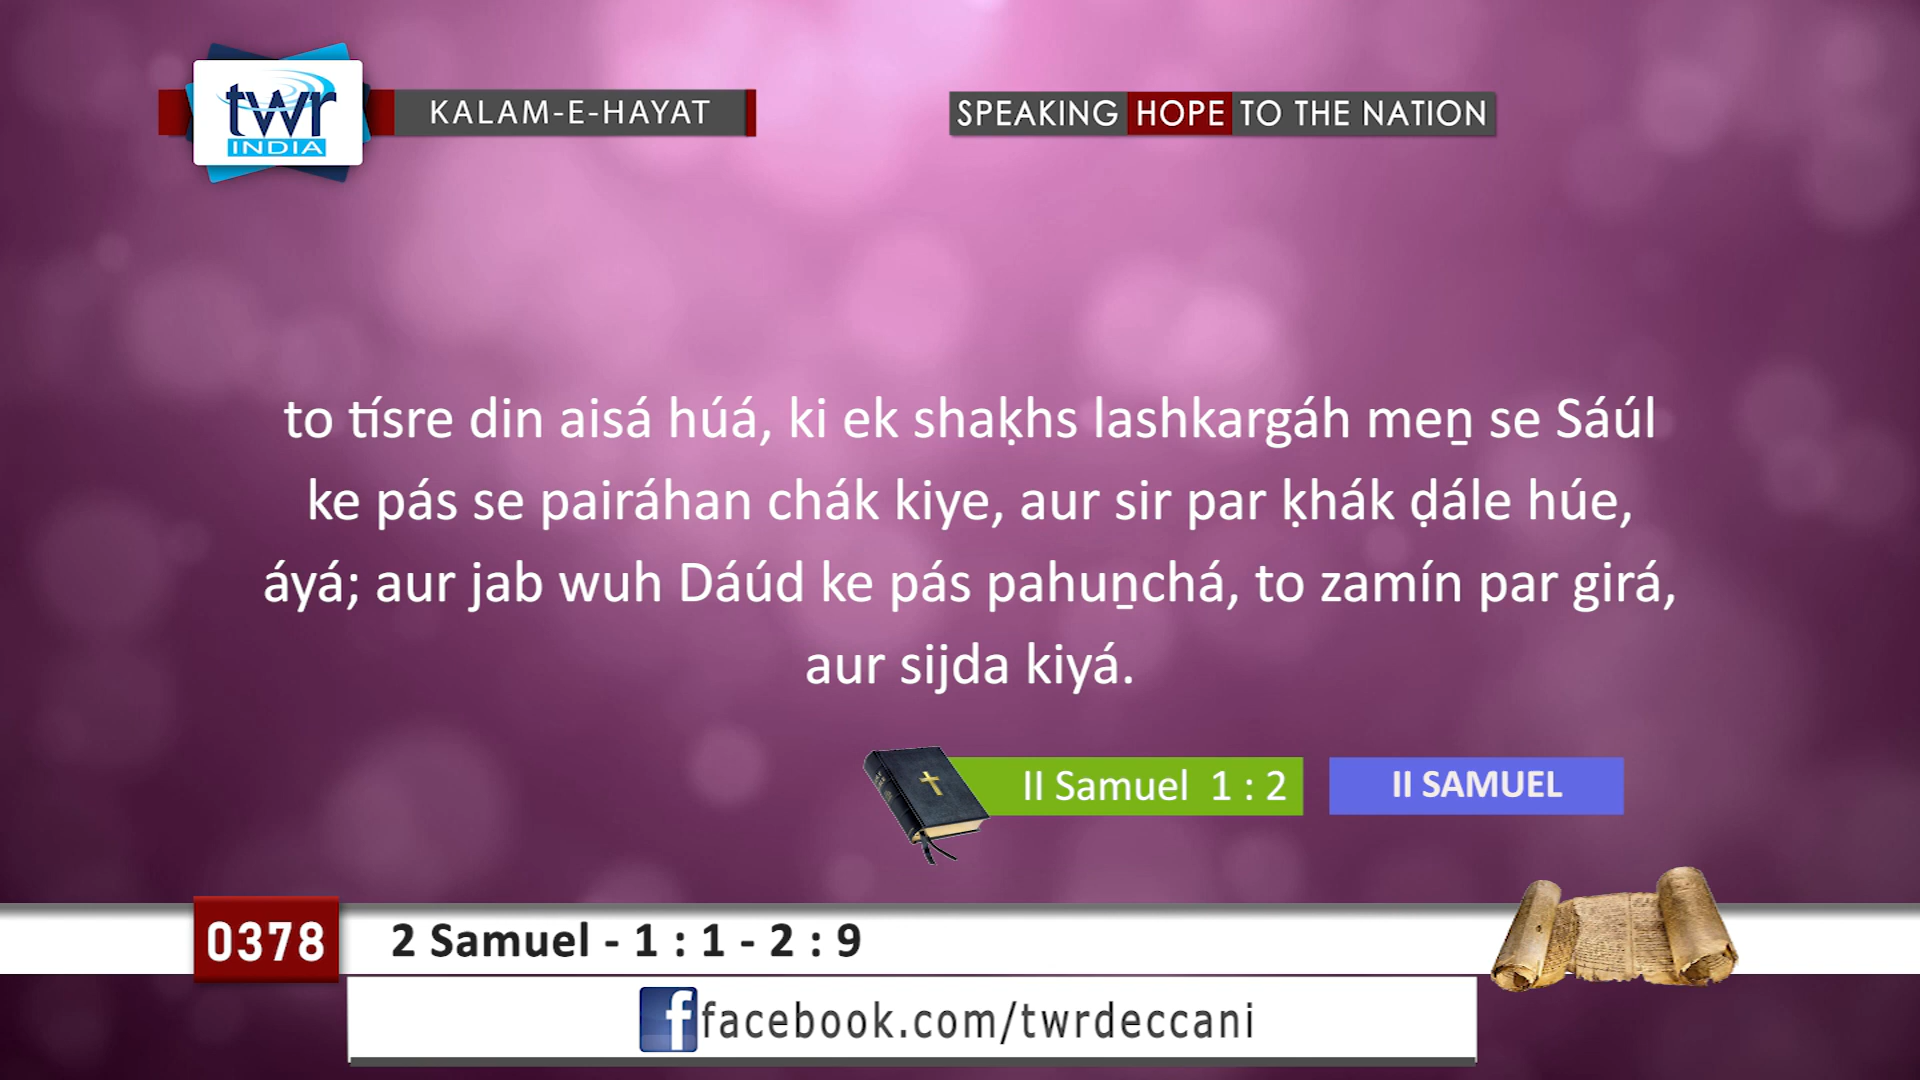 twr
INDIA
KALAM-E-HAYAT
SPEAKING HOPE TO THE NATION
to tísre din aisá húá, ki ek shaḳhs lashkargáh meṉ se Sáúl
ke pás se pairáhan chák kiye, aur sir par ḳhák ḍále húe,
áyá; aur jab wuh Dáúd ke pás pahuṉchá, to zamín par girá,
aur sijda kiyá.
II Samuel 1 : 2
II SAMUEL
0378
2 Samuel - 1 : 1 - 2 : 9
facebook.com/twrdeccani